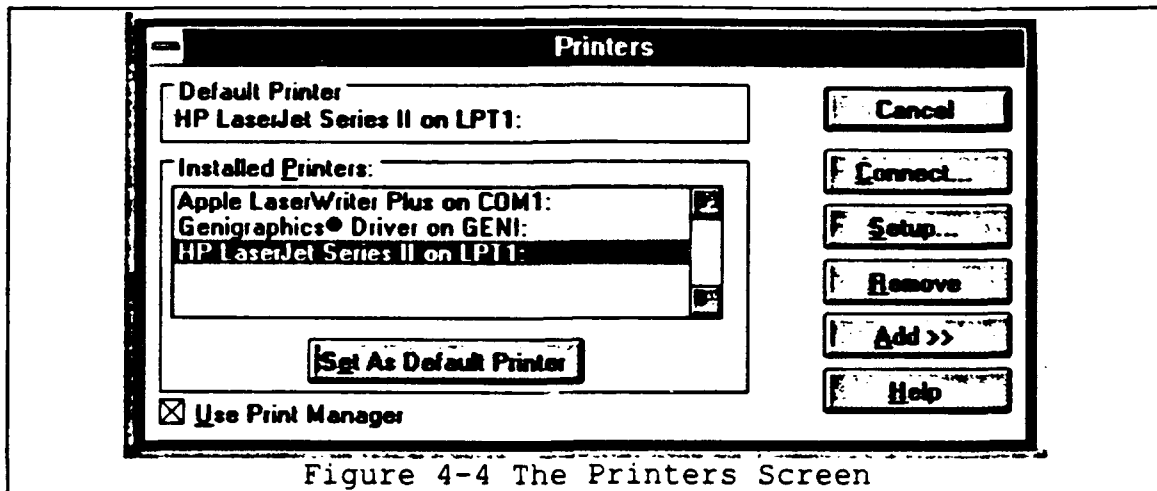 Printers
Default Printer
HP LaserJet Series II on LPT1:
Installed Printers:
Apple LaserWriter Plus on COM1:
Genigraphics® Driver on GENI:
HP LaserJet Series II on LPT1:
Set As Default Printer
Use Print Manager
Cancel
Connect...
Setup...
Remove
Add >>
Help
Figure 4-4 The Printers Screen